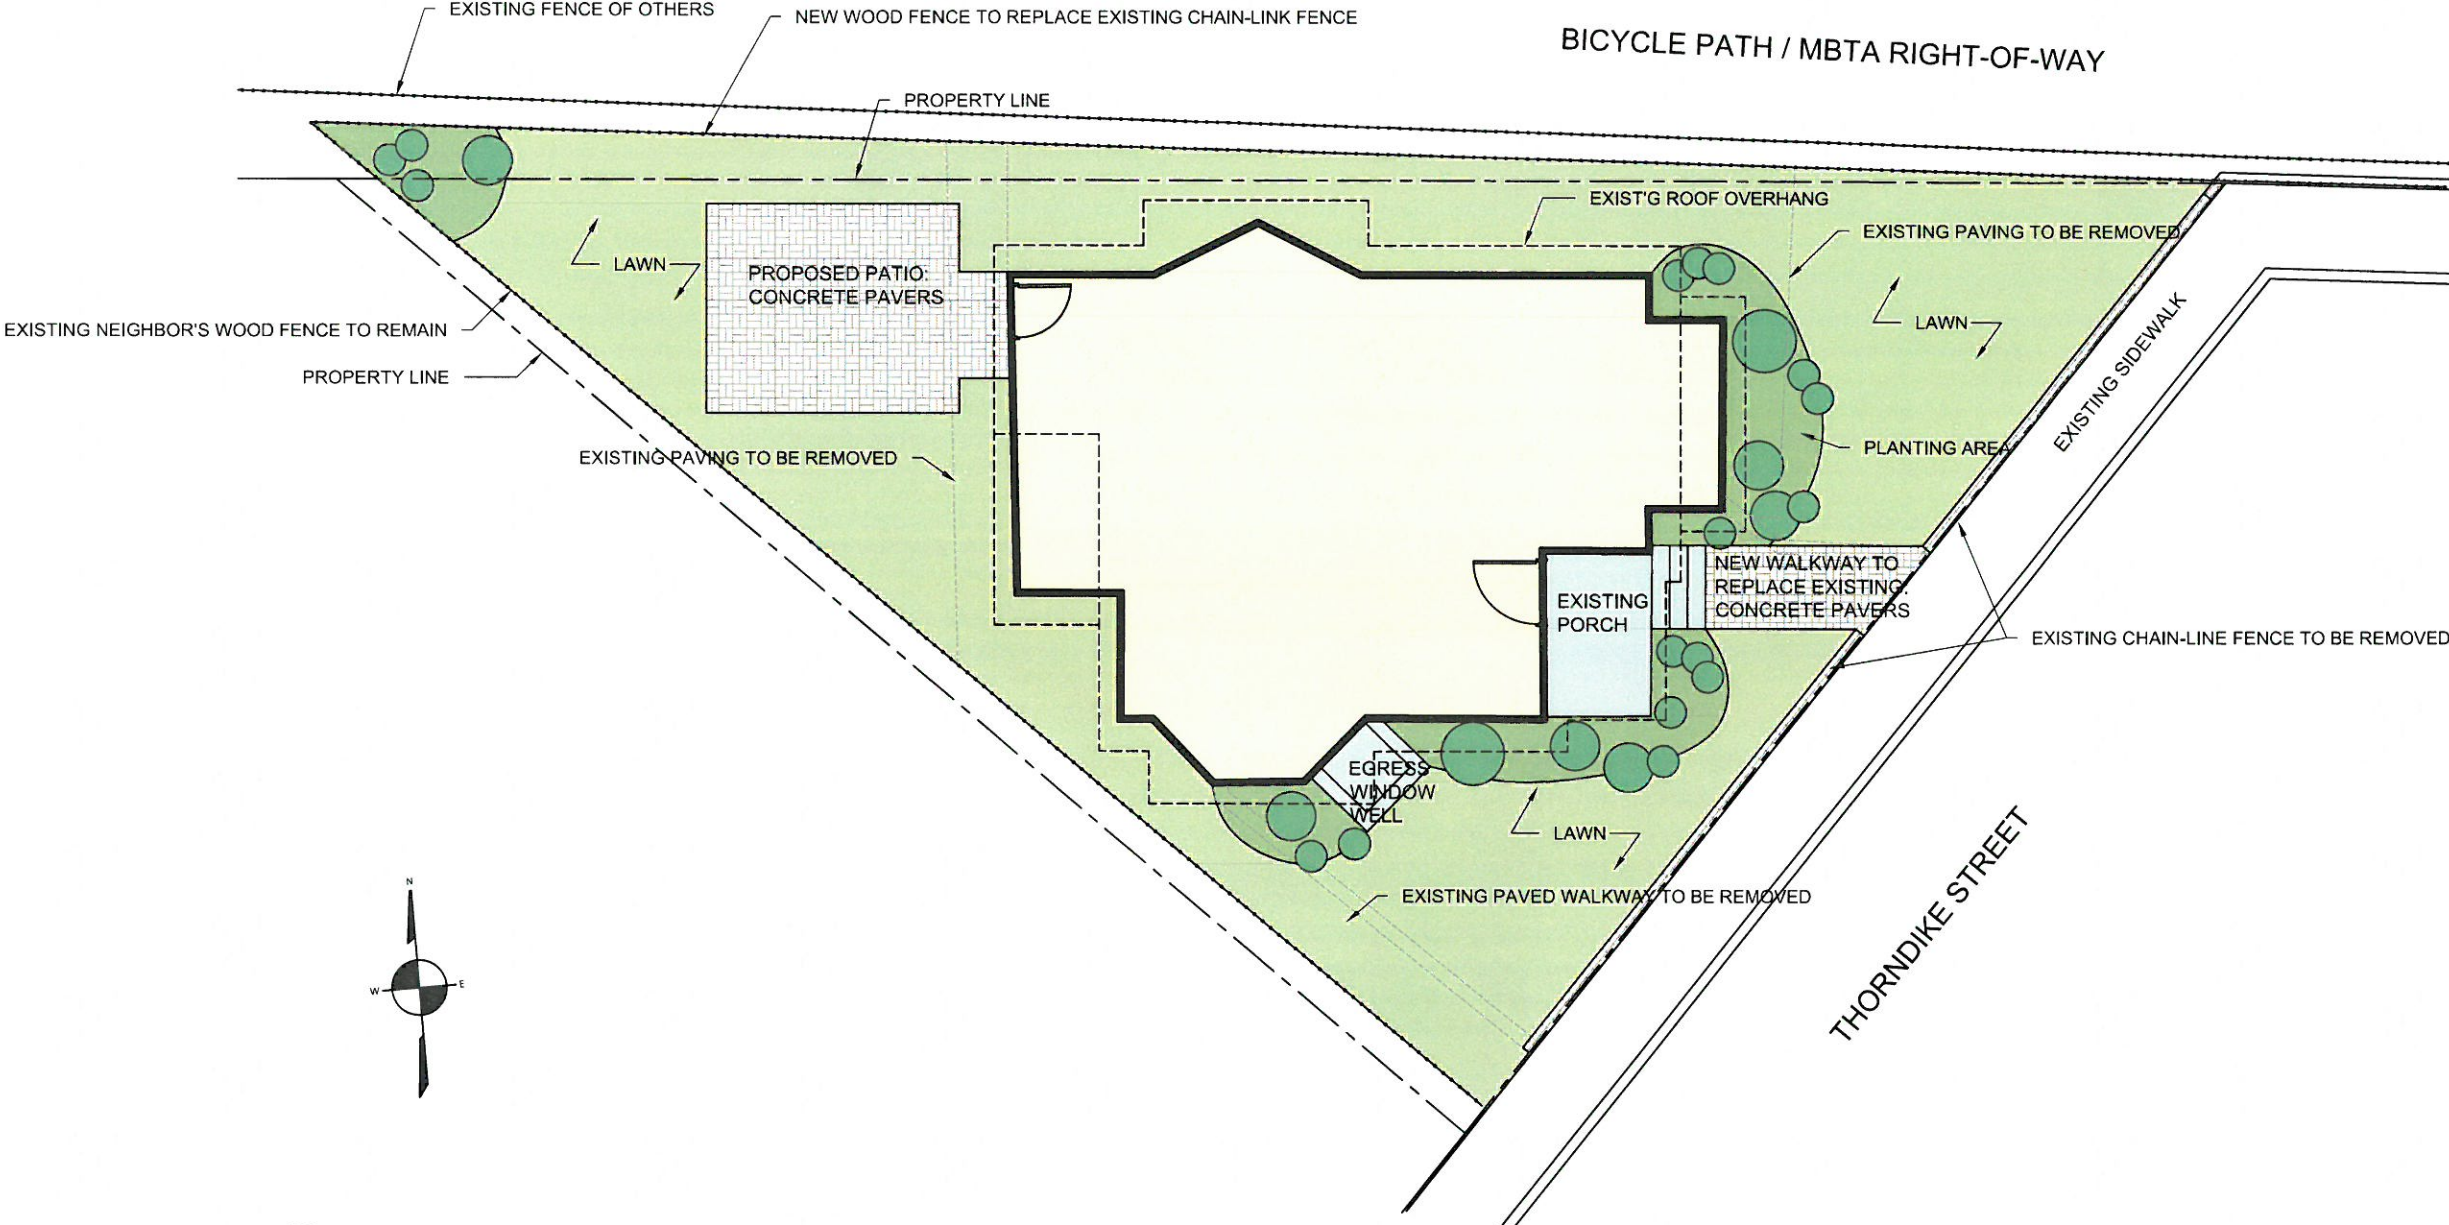 EXISTING FENCE OF OTHERS
NEW WOOD FENCE TO REPLACE EXISTING CHAIN-LINK FENCE
BICYCLE PATH / MBTA RIGHT-OF-WAY
PROPERTY LINE
EXIST'G ROOF OVERHANG
EXISTING PAVING TO BE REMOVED
LAWN
PROPOSED PATIO:
CONCRETE PAVERS
LAWN
EXISTING SIDEWALK
EXISTING NEIGHBOR'S WOOD FENCE TO REMAIN
PROPERTY LINE
PLANTING AREA
EXISTING PAVING TO BE REMOVED
NEW WALKWAY TO
REPLACE EXISTING:
CONCRETE PAVERS
EXISTING
PORCH
EXISTING CHAIN-LINE FENCE TO BE REMOVED
EGRESS
WINDOW
WELL
LAWN
EXISTING PAVED WALKWAY TO BE REMOVED
THORNDIKE STREET
N
W
E